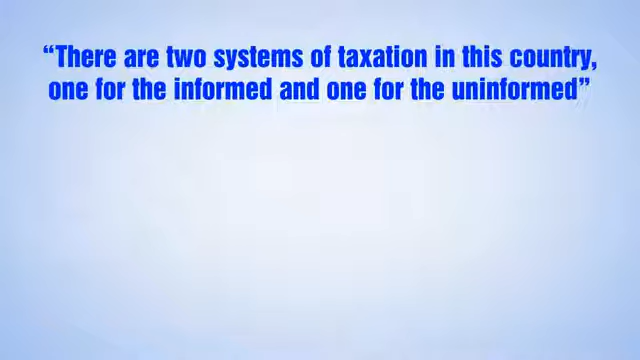 “There are two systems of taxation in this country,
one for the informed and one for the uninformed”